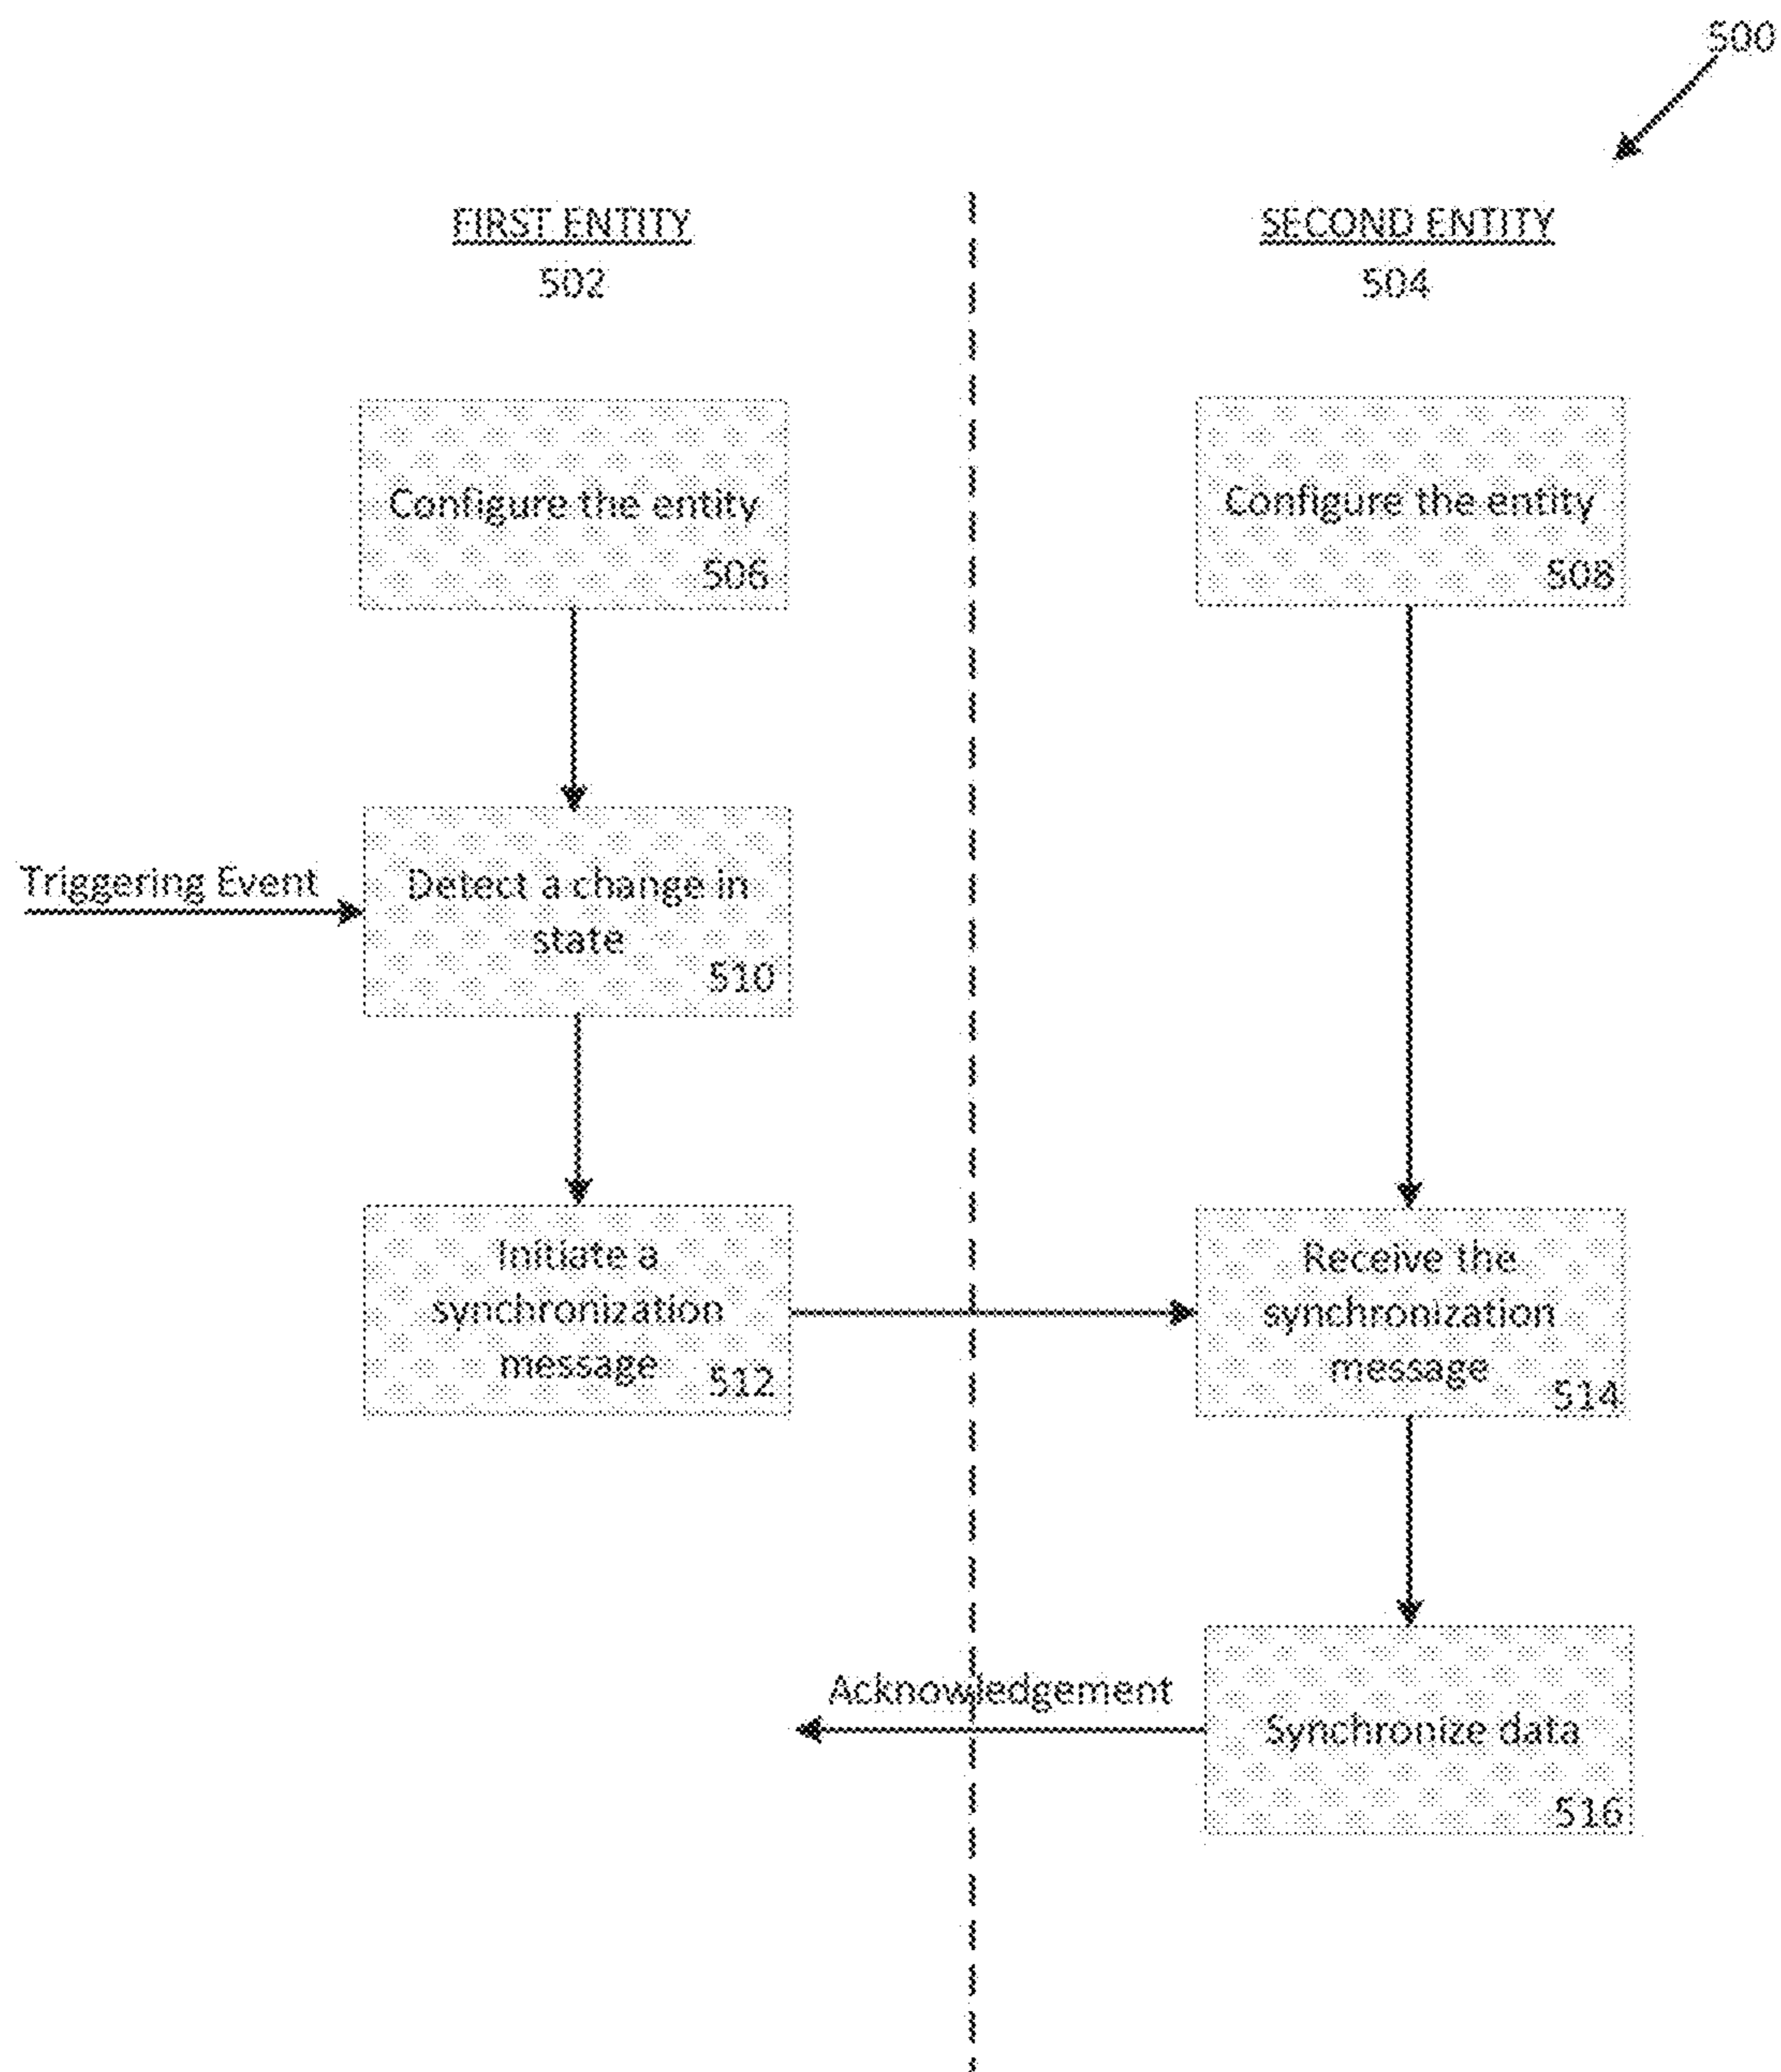 500
FIRST ENTITY
502
SECOND ENTITY
504
Configure the entity
506
Configure the entity
508
Triggering Event
Detect a change in
state
510
Initiate a
synchronization
message
512
Receive the
synchronization
message
514
Acknowledgement
Synchronize data
516